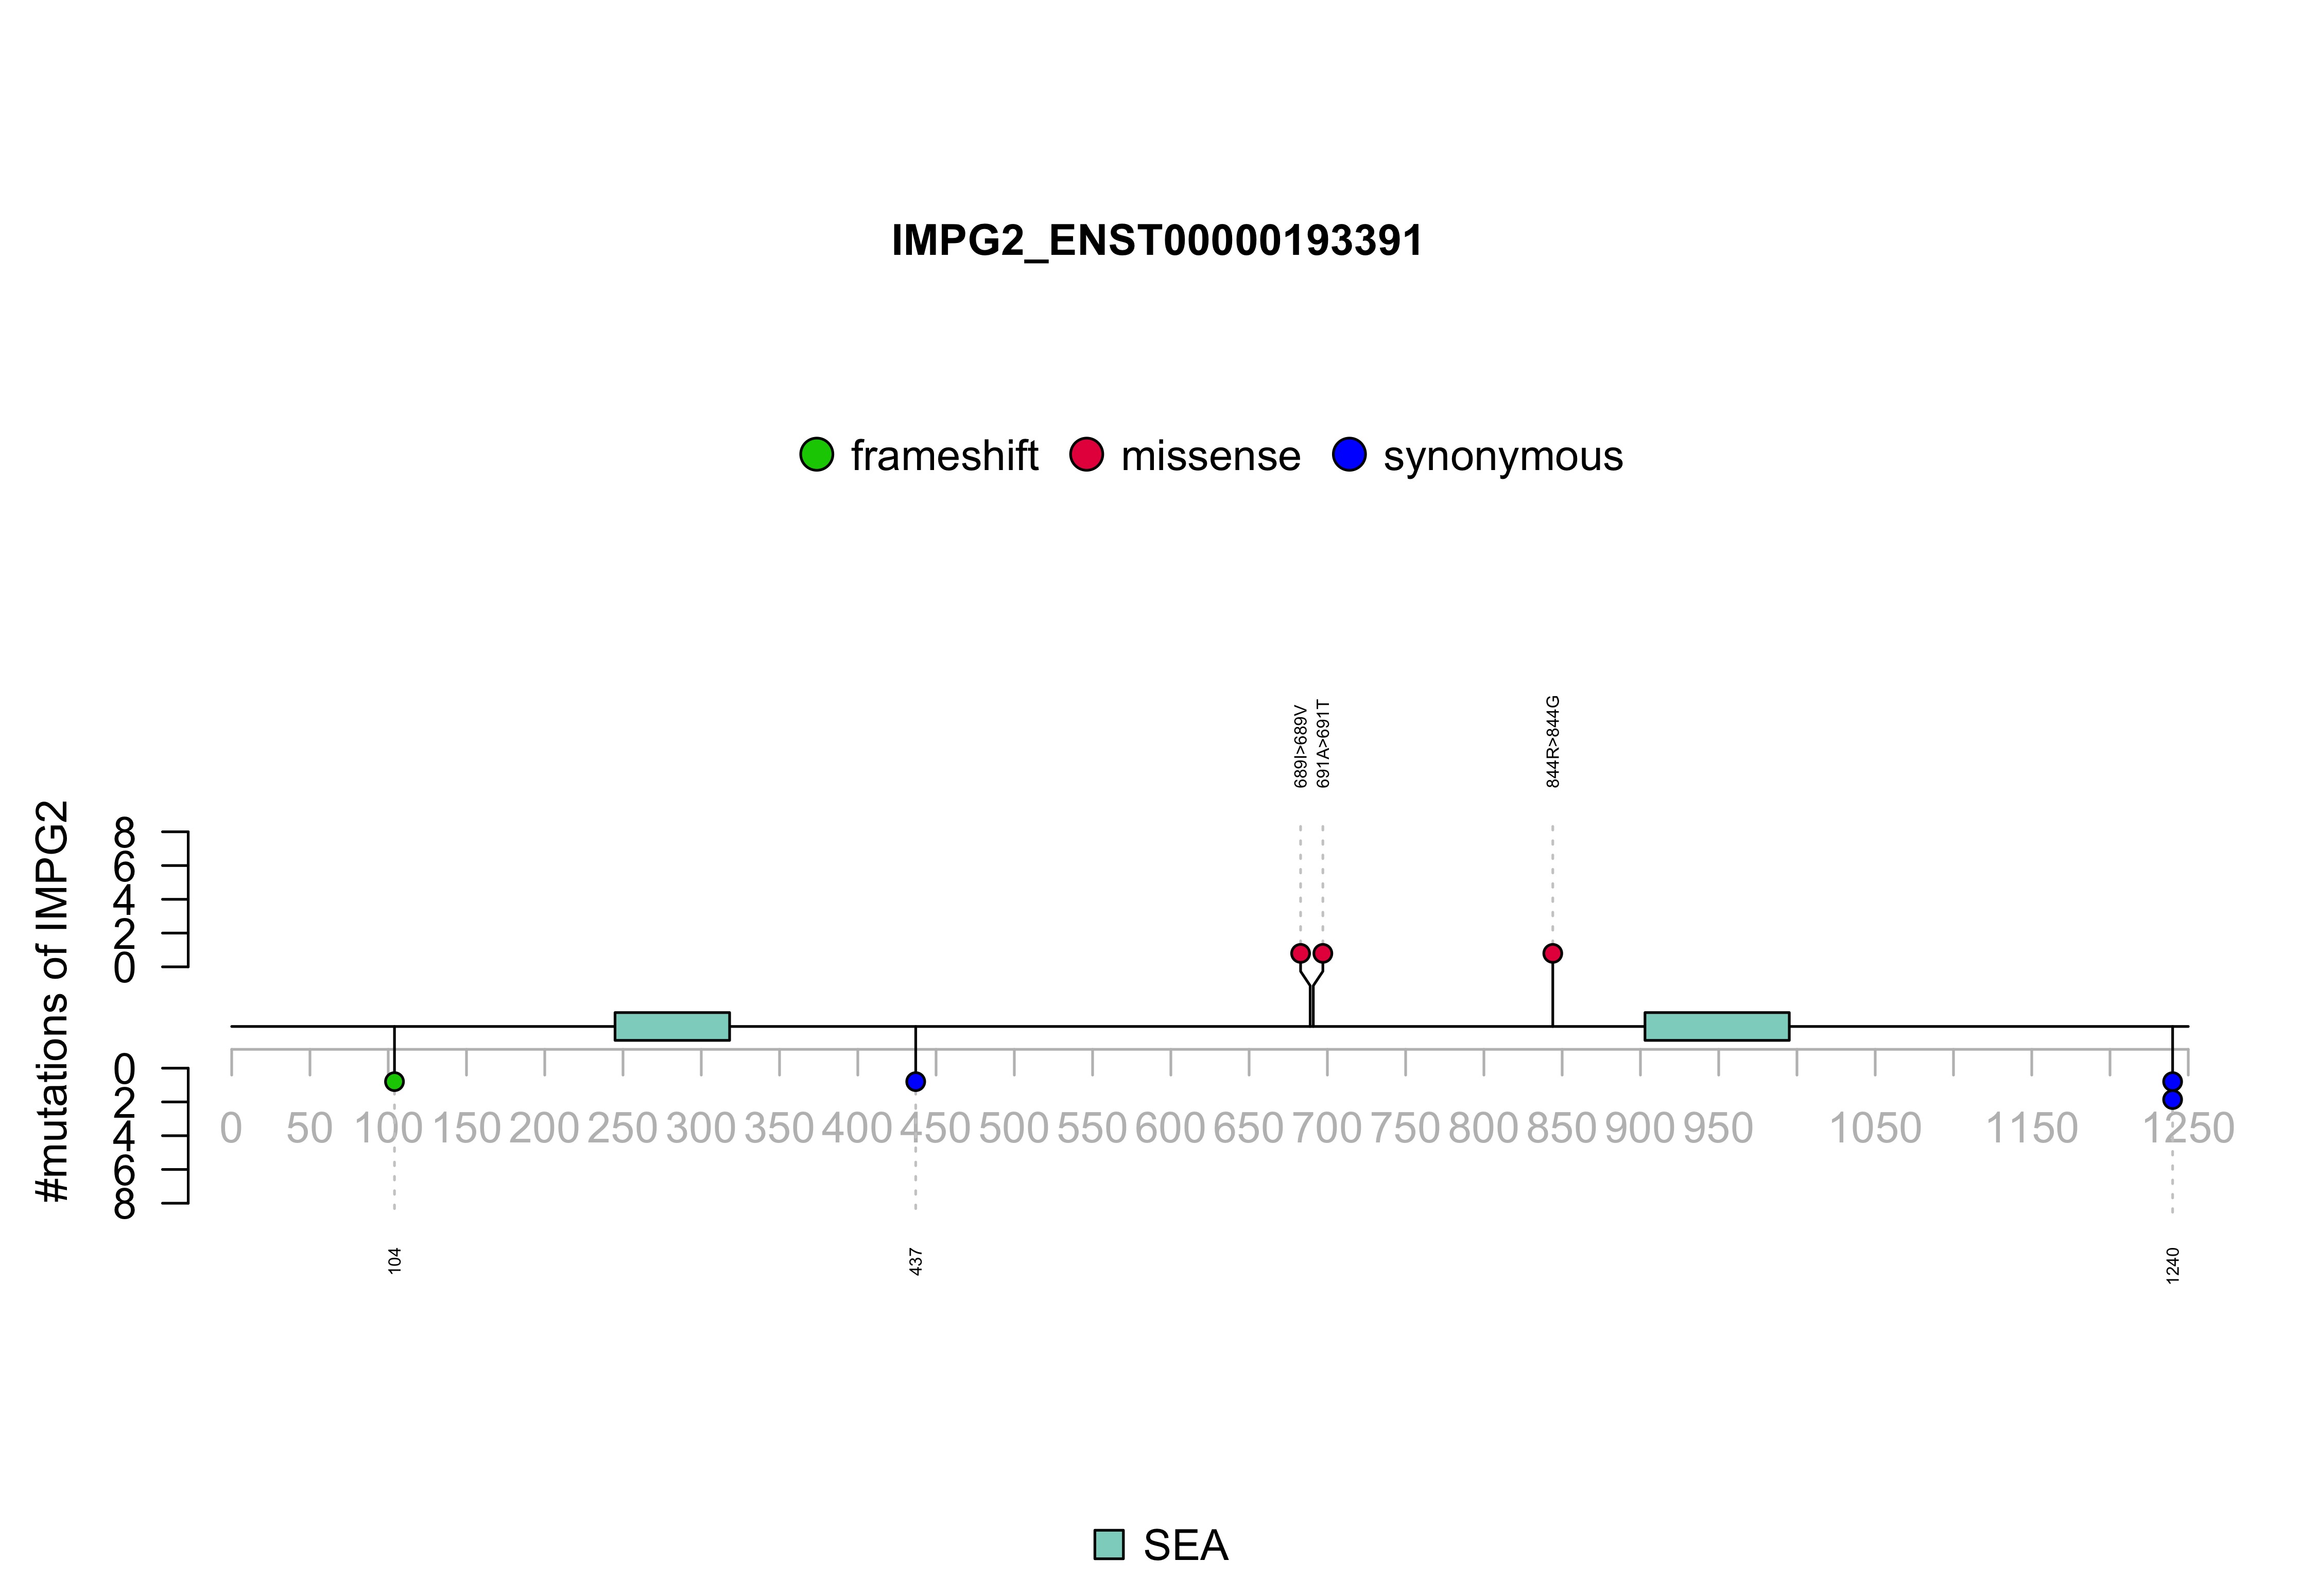 IMPG2_ENST00000193391
frameshift missense synonymous
689I>689V
691A>691T
844R>844G
#mutations of IMPG2
8
6
4
2
0
0
2
4
6
8
0 50 100 150 200 250 300 350 400 450 500 550 600 650 700 750 800 850 900 950 1050 1150 1250
104
437
1240
SEA